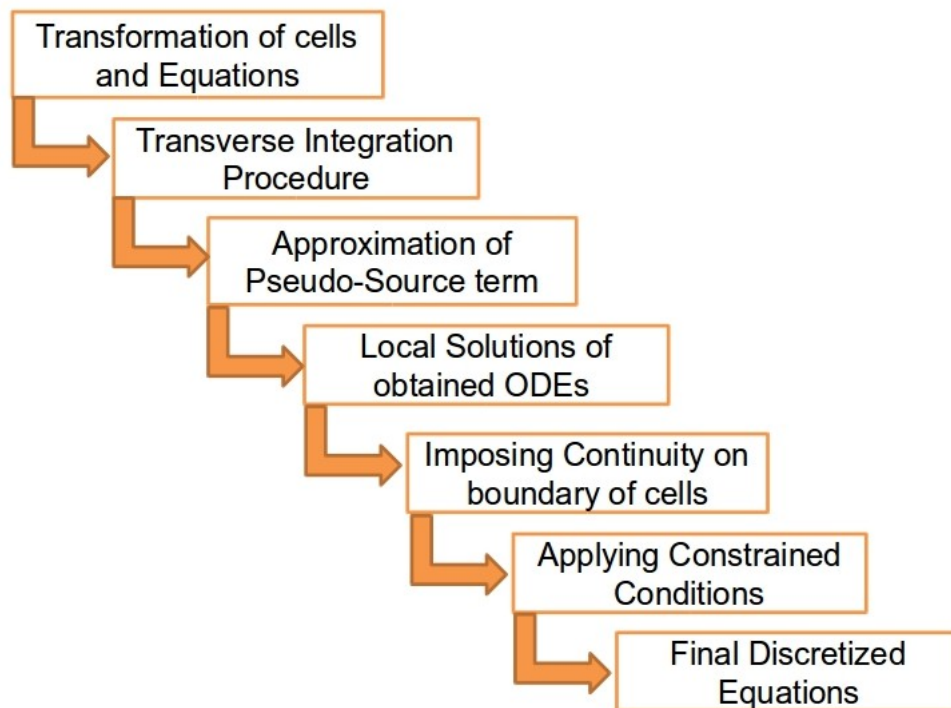 Transformation of cells
and Equations
Transverse Integration
Procedure
Approximation of
Pseudo-Source term
Local Solutions of
obtained ODEs
Imposing Continuity on
boundary of cells
Applying Constrained
Conditions
Final Discretized
Equations